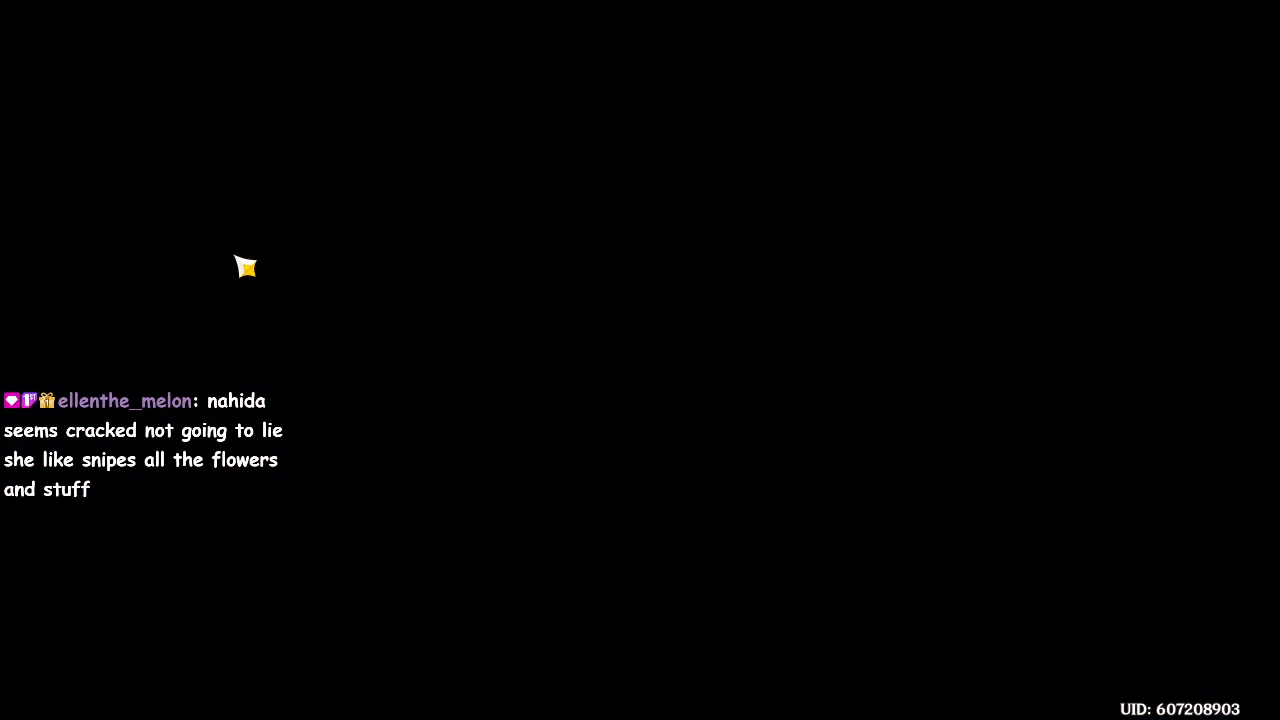 ellenthe_melon: nahida
seems cracked not going to lie
she like snipes all the flowers
and stuff
UID: 607208903